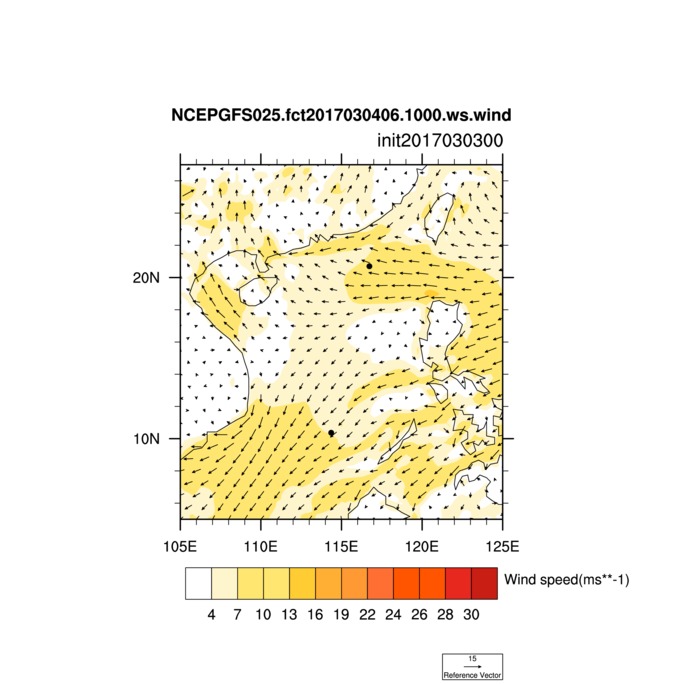 NCEPGFS025.fct2017030406.1000.ws.wind
init2017030300
20N
10N
105E 110E 115E 120E 125E
Wind speed(ms**-1)
4 7 10 13 16 19 22 24 26 28 30
15
Reference Vector